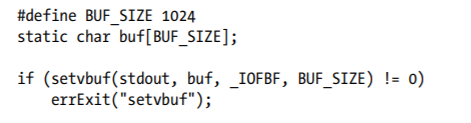 #define BUF_SIZE 1024
static char buf[BUF_SIZE];
if (setvbuf(stdout, buf, _IOFBF, BUF_SIZE) != 0)
errExit("setvbuf");